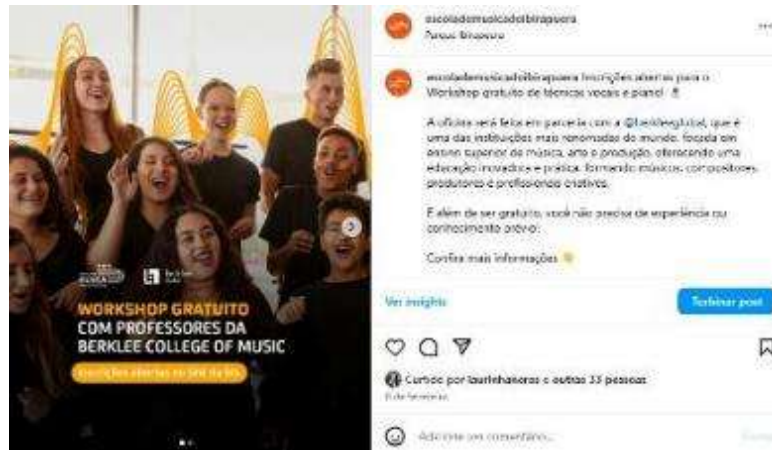 WORKSHOP GRATUITO
COM PROFESSORES DA
BERKLEE COLLEGE OF MUSIC
Inscrições abertas no site da
escolademusicadoibirapuera
Parque Ibirapuera
escolademusicadoibirapuera Inscrições abertas para o
Workshop gratuito de técnicas vocais e piano!
A oficina será feita em parceria com a @berkleeglobal, que é
uma das instituições mais renomadas do mundo, focada em
ensino superior de música, arte e produção, oferecendo uma
educação inovadora e prática, formando músicos, compositores,
produtores e profissionais criativos.
E além de ser gratuito, você não precisa de experiência ou
conhecimento prévio!
Confira mais informações
Ver insights
Turbinar post
Curtido por laurinhanoras e outras 33 pessoas
Adicione um comentário...